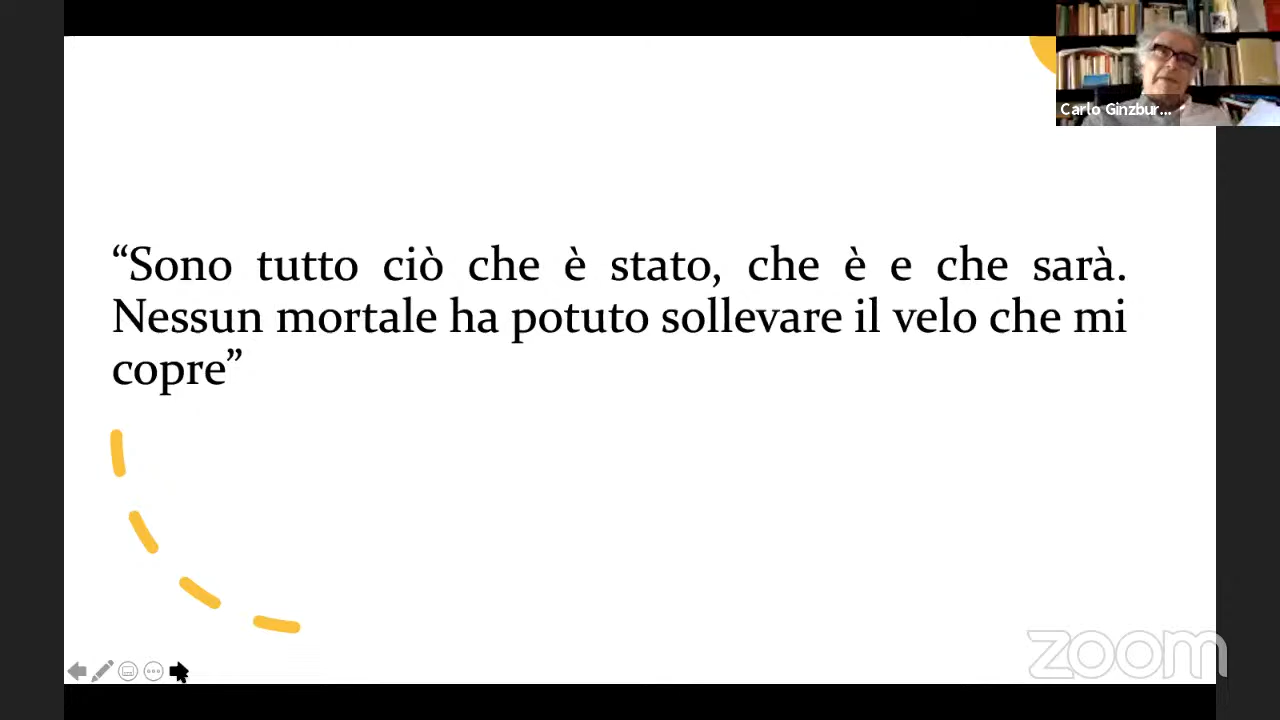 Carlo Ginzbur...
“Sono tutto ciò che è stato, che è e che sarà.
Nessun mortale ha potuto sollevare il velo che mi
copre”
zoom